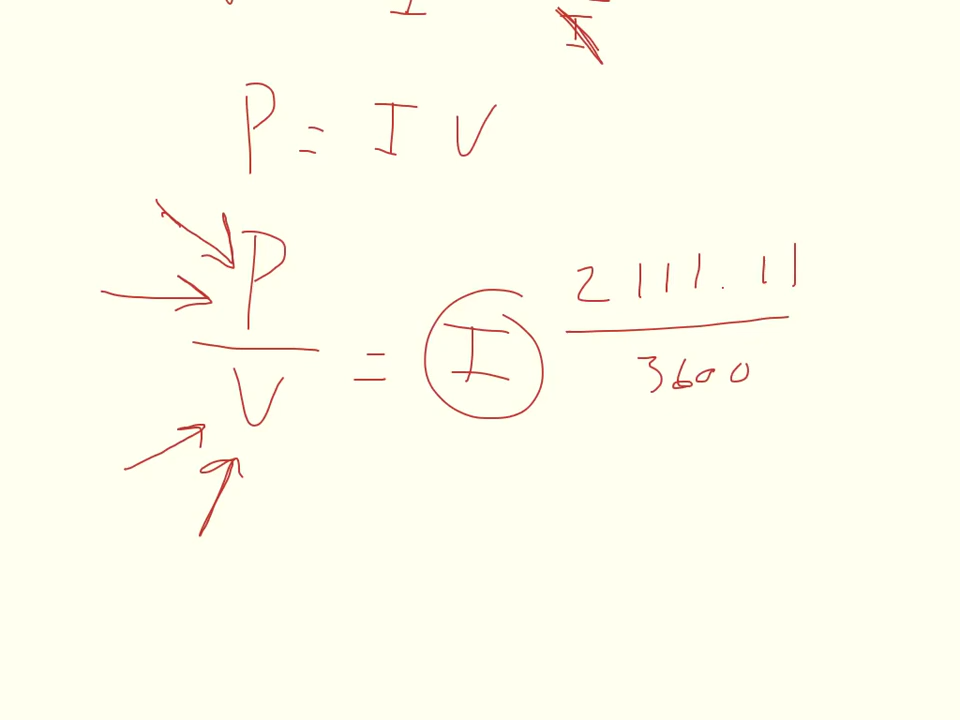 I I
P = I V
P
V = I 2111.11
3600